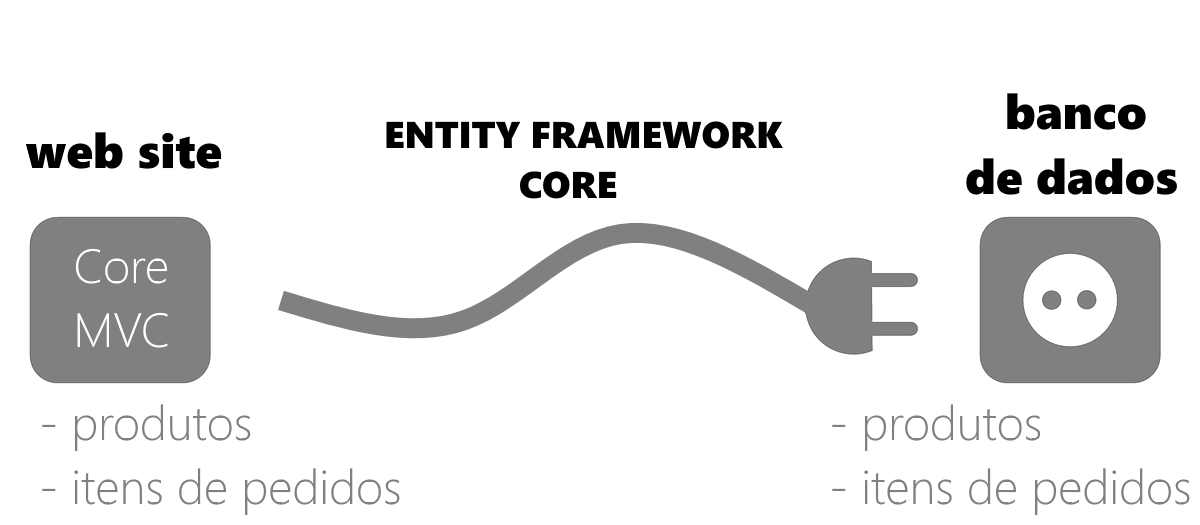 web site
Core
MVC
- produtos
- itens de pedidos
ENTITY FRAMEWORK
CORE
banco
de dados
- produtos
- itens de pedidos